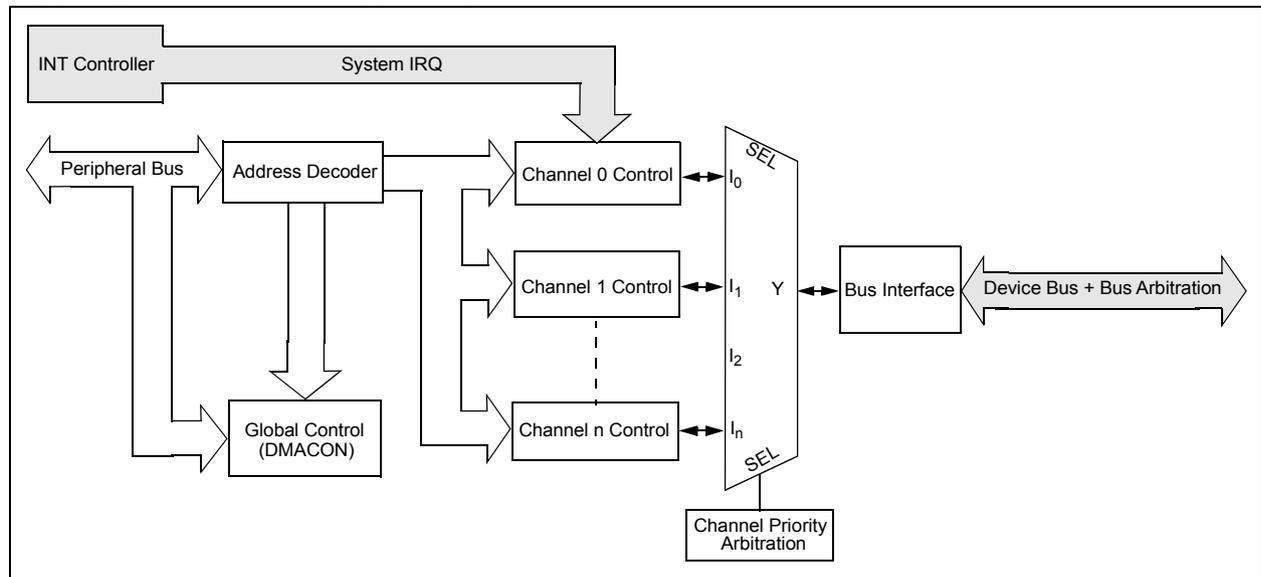 INT Controller
System IRQ
Peripheral Bus
Address Decoder
Channel 0 Control
SEL
I0
Channel 1 Control
I1
Y
Bus Interface
Device Bus + Bus Arbitration
I2
Global Control
(DMACON)
Channel n Control
In
SEL
Channel Priority
Arbitration